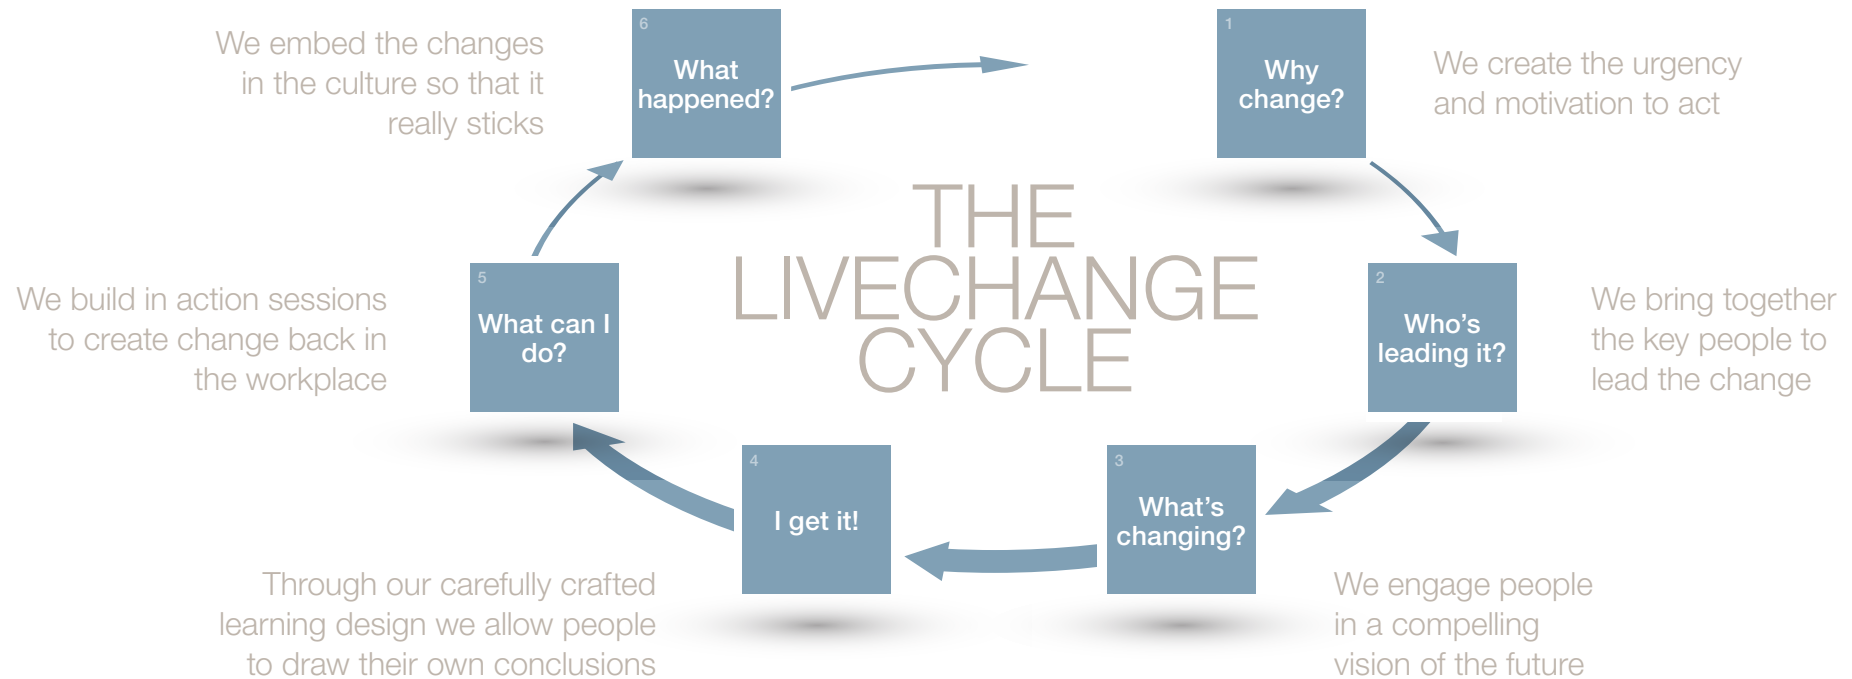 THE
LIVECHANGE
CYCLE
1
Why
change?
We create the urgency
and motivation to act
2
Who's
leading it?
We bring together
the key people to
lead the change
3
What's
changing?
We engage people
in a compelling
vision of the future
4
I get it!
Through our carefully crafted
learning design we allow people
to draw their own conclusions
5
What can I
do?
We build in action sessions
to create change back in
the workplace
6
What
happened?
We embed the changes
in the culture so that it
really sticks